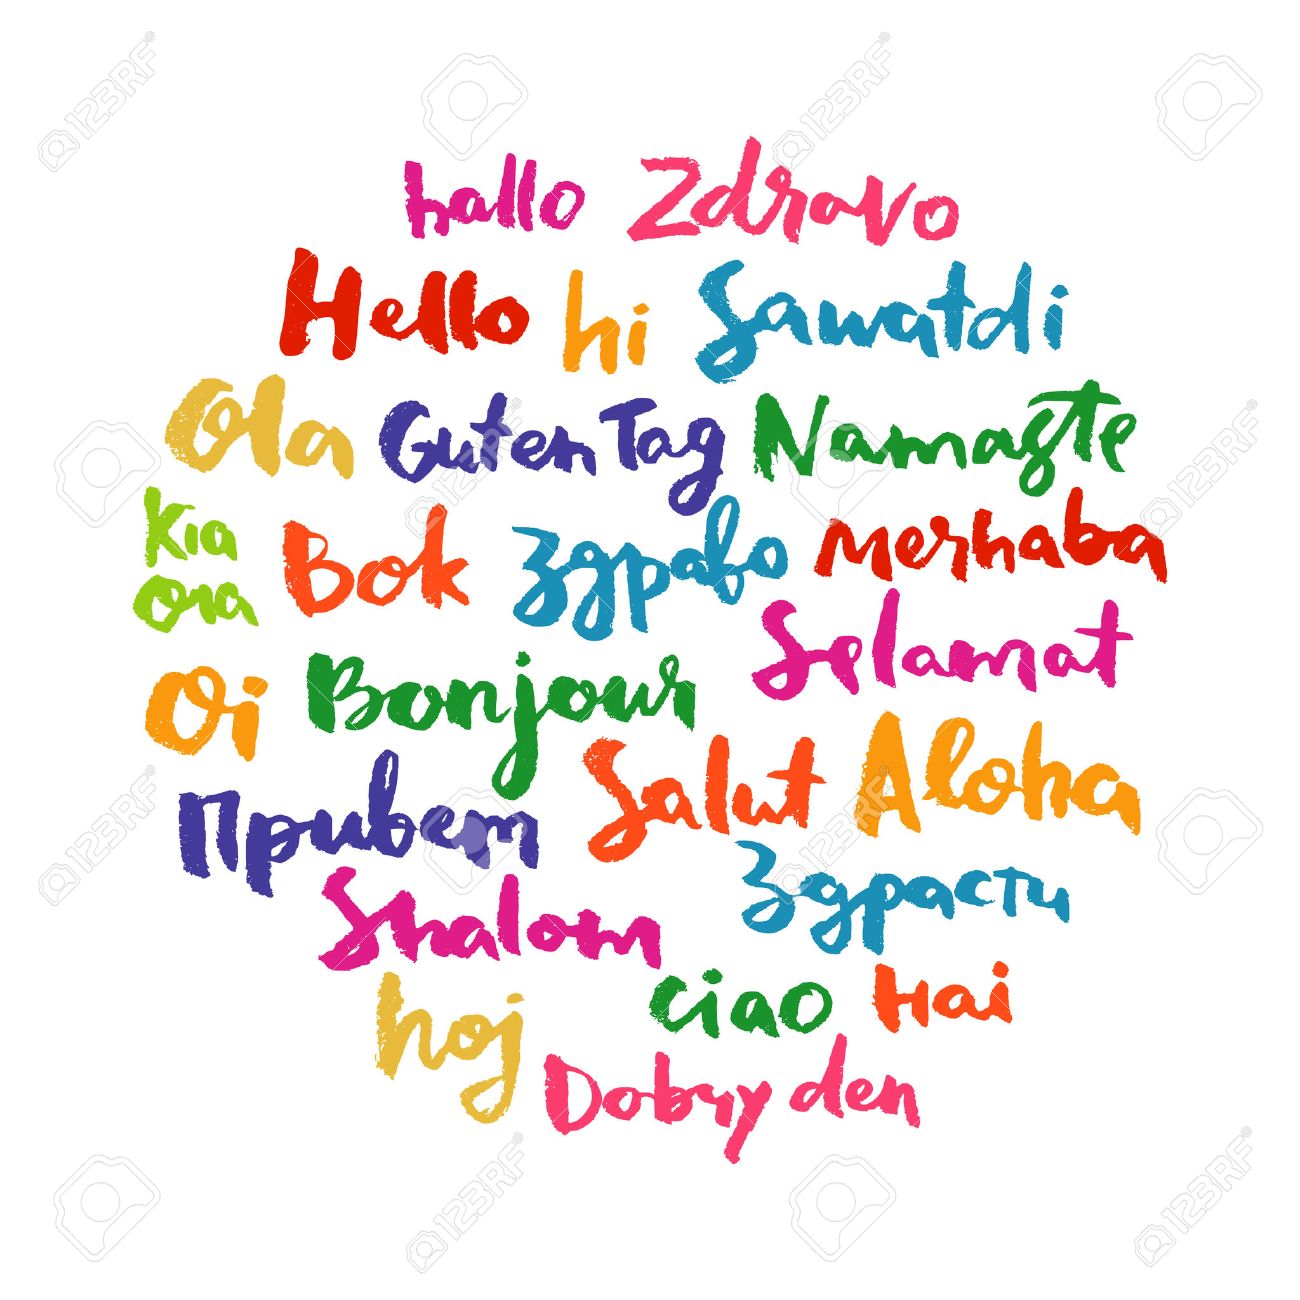 hallo Zdravo
Hello hi Sawatdi
Ola Guten Tag Namaste
Kia ora Bok Здраво Merhaba
Selamat
Oi Bonjour
Salut Aloha
Привет
Здрасти
Shalom
hoj ciao Hai
Dobry den
123RF